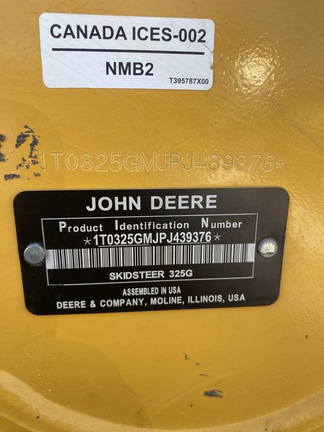 CANADA ICES-002
NMB2
T395787X00
*1T0325GMJPJ439376*
JOHN DEERE
Product Identification Number
*1T0325GMJPJ439376*
SKIDSTEER 325G
ASSEMBLED IN USA
DEERE & COMPANY, MOLINE, ILLINOIS, USA